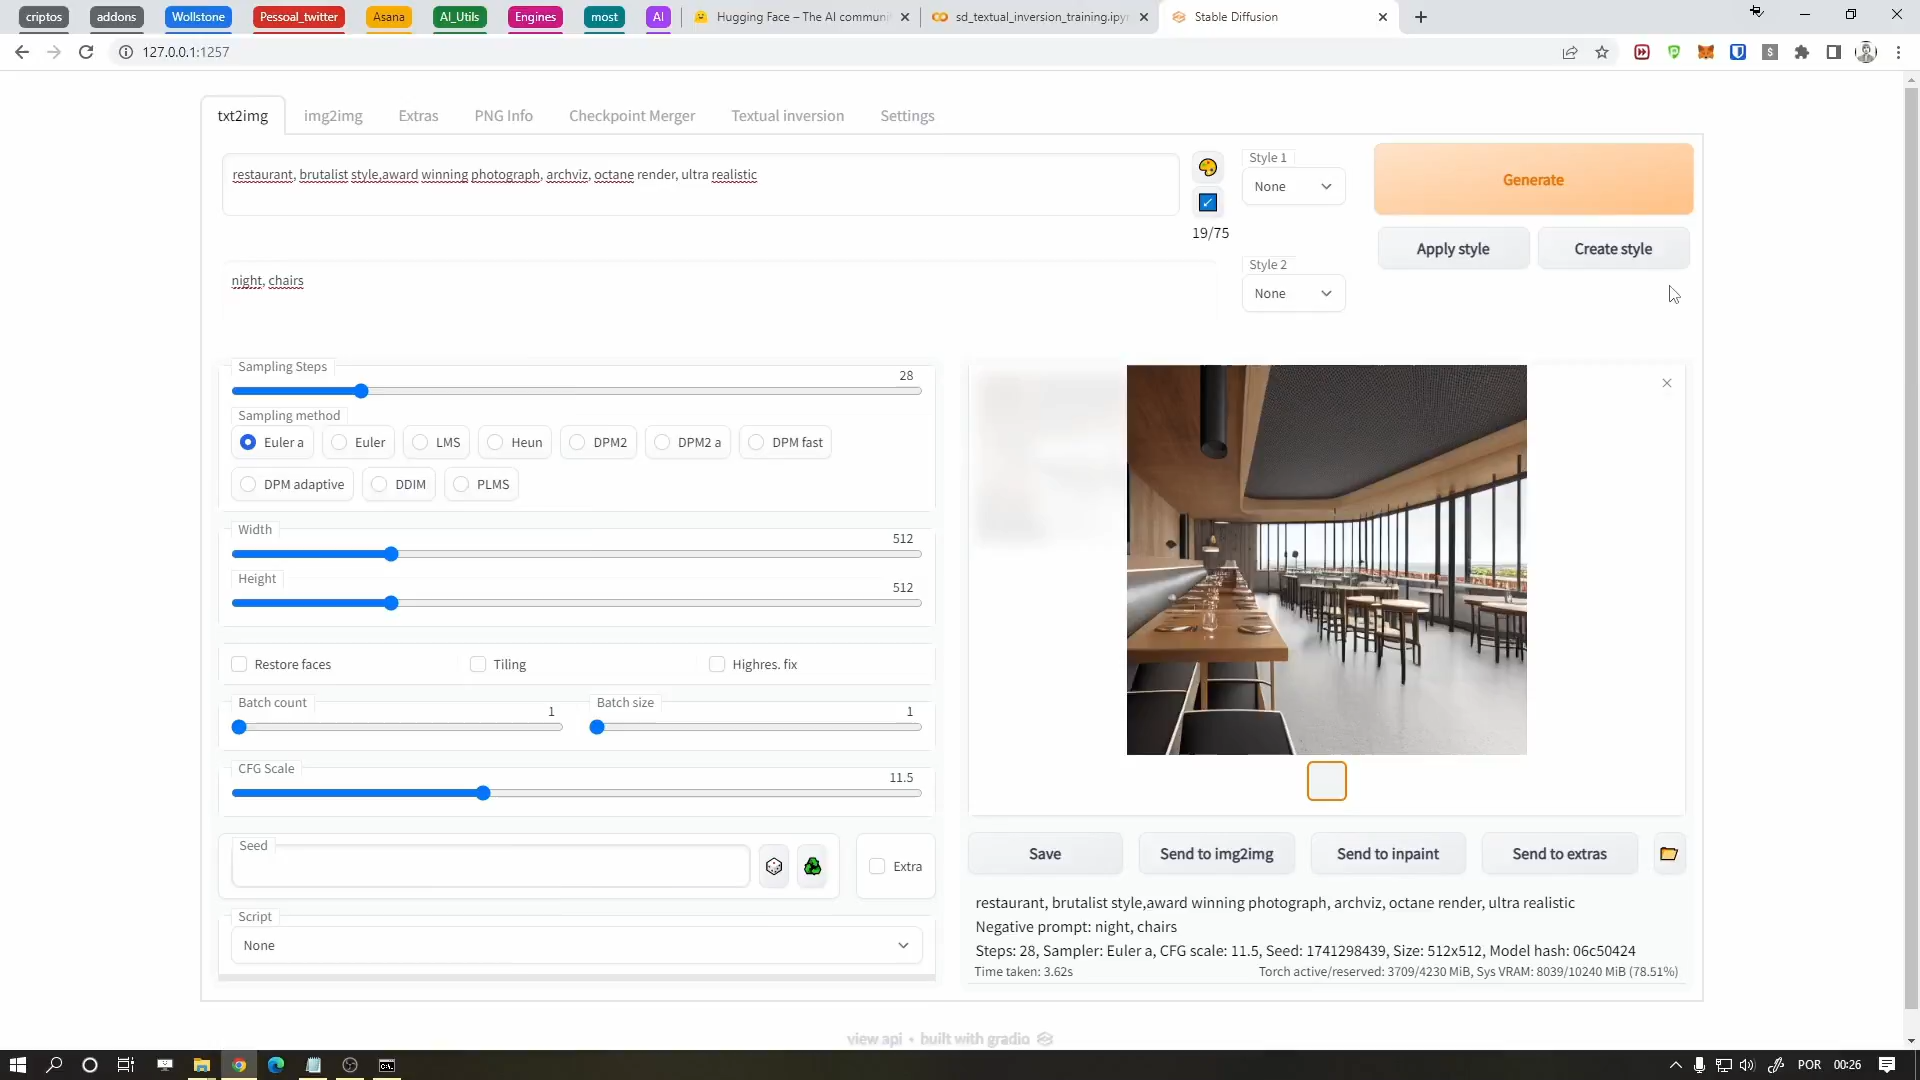 criptos addons Wollstone Pessoal_twitter Asana AI_Utils Engines most AI Hugging Face – The AI communi sd_textual_inversion_training.ipy Stable Diffusion
127.0.0.1:1257
txt2img img2img Extras PNG Info Checkpoint Merger Textual inversion Settings
restaurant, brutalist style,award winning photograph, archviz, octane render, ultra realistic
19/75
Style 1
None
Generate
Apply style Create style
night, chairs
Style 2
None
Sampling Steps
28
Sampling method
Euler a Euler LMS Heun DPM2 DPM2 a DPM fast
DPM adaptive DDIM PLMS
Width
512
Height
512
Restore faces Tiling Highres. fix
Batch count
1
Batch size
1
CFG Scale
11.5
Seed
Extra
Script
None
Save Send to img2img Send to inpaint Send to extras
restaurant, brutalist style,award winning photograph, archviz, octane render, ultra realistic
Negative prompt: night, chairs
Steps: 28, Sampler: Euler a, CFG scale: 11.5, Seed: 1741298439, Size: 512x512, Model hash: 06c50424
Time taken: 3.62s Torch active/reserved: 3709/4230 MiB, Sys VRAM: 8039/10240 MiB (78.51%)
view api • built with gradio
POR 00:26